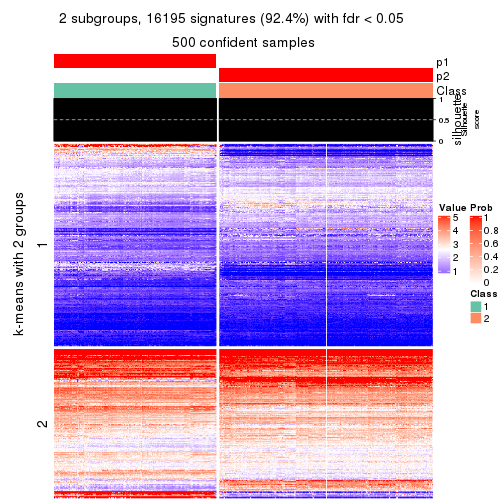 2 subgroups, 16195 signatures (92.4%) with fdr < 0.05
500 confident samples
p1
p2
Class
1
0.5
0
silhouette
Silhouette
score
k-means with 2 groups
1
2
Value
5
4
3
2
1
Prob
1
0.8
0.6
0.4
0.2
0
Class
1
2